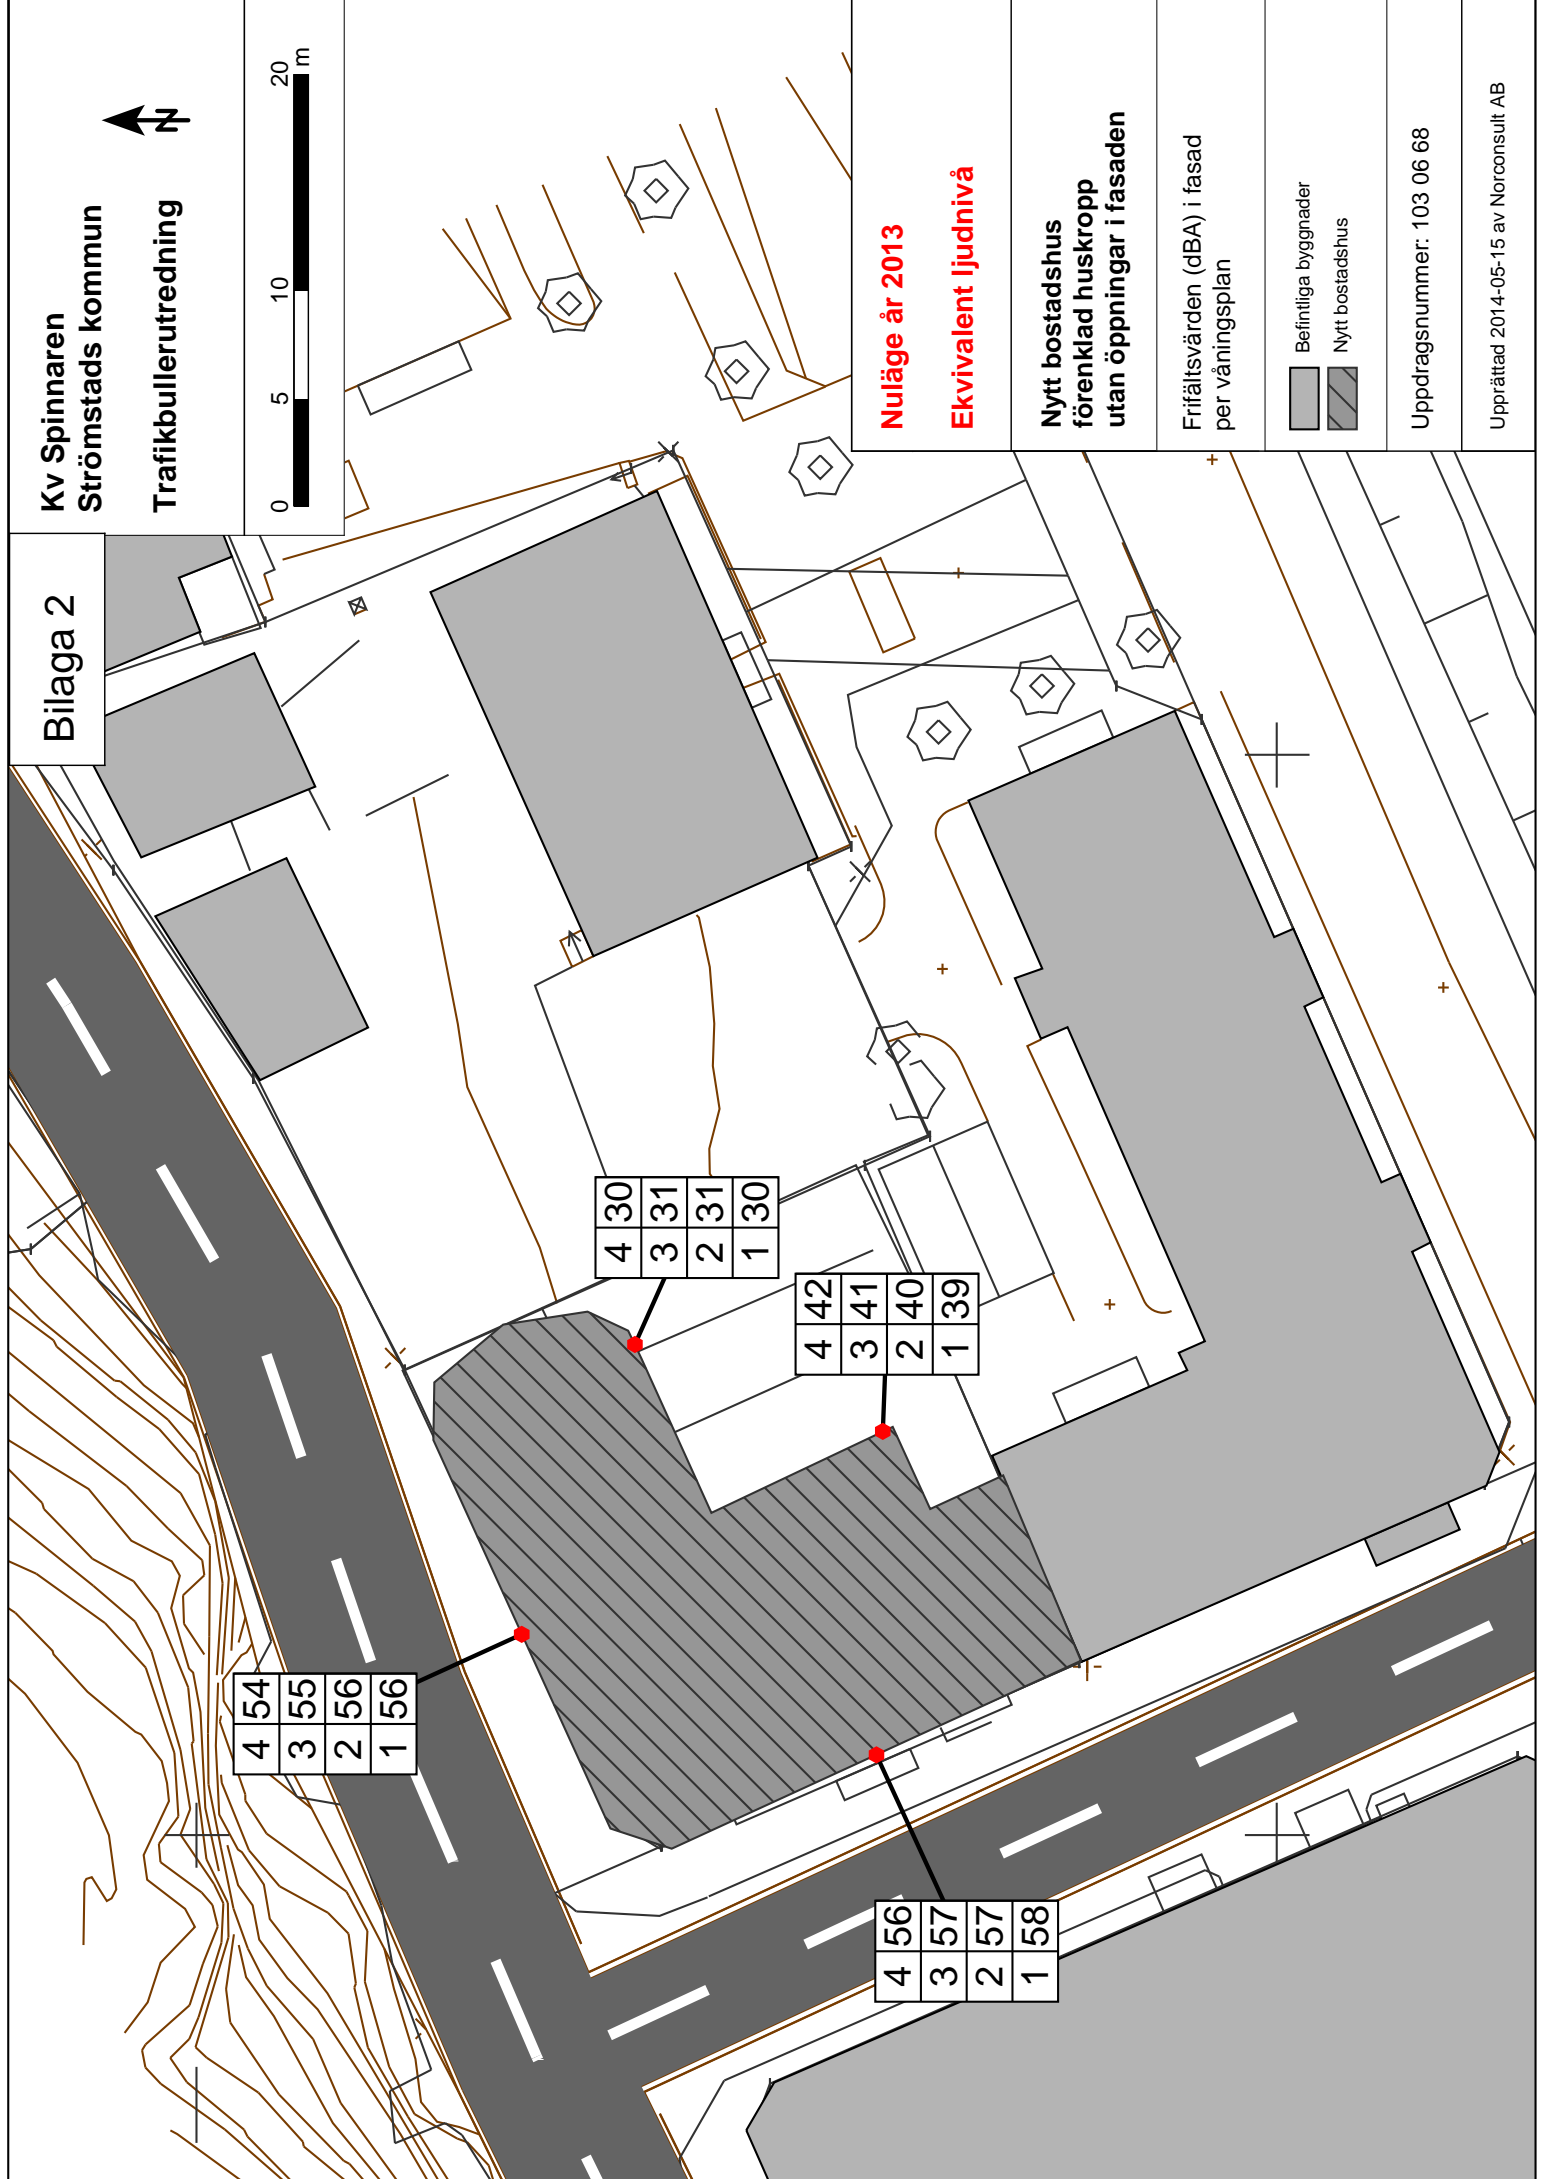 Bilaga 2
Kv Spinnaren
Strömstads kommun
Trafikbullerutredning
N
0 5 10 20
m
4 54
3 55
2 56
1 56
4 30
3 31
2 31
1 30
4 42
3 41
2 40
1 39
4 56
3 57
2 57
1 58
Nuläge år 2013
Ekvivalent ljudnivå
Nytt bostadshus
förenklad huskropp
utan öppningar i fasaden
Frifältsvärden (dBA) i fasad
per våningsplan
Befintliga byggnader
Nytt bostadshus
Uppdragsnummer: 103 06 68
Upprättad 2014-05-15 av Norconsult AB